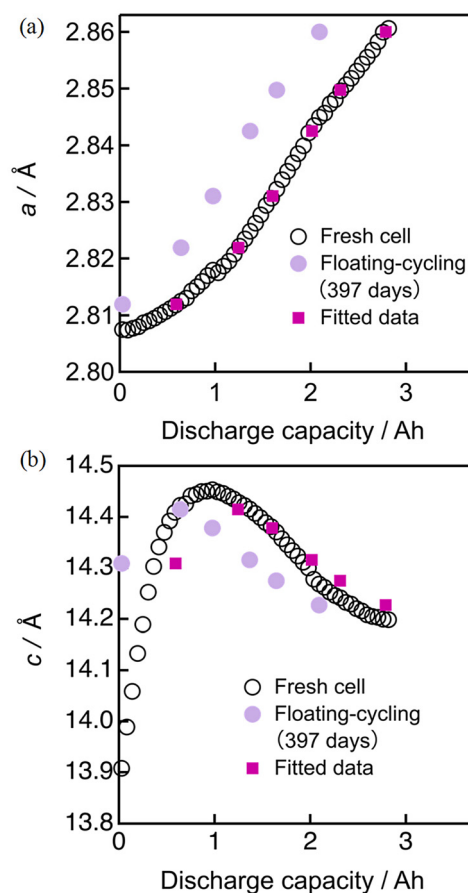 (a)
2.86
2.85
2.84
2.83
2.82
2.81
2.80
a / Å
Fresh cell
Floating-cycling
(397 days)
Fitted data
0 1 2 3
Discharge capacity / Ah
(b)
14.5
14.4
14.3
14.2
14.1
14.0
13.9
13.8
c / Å
Fresh cell
Floating-cycling
(397 days)
Fitted data
0 1 2 3
Discharge capacity / Ah